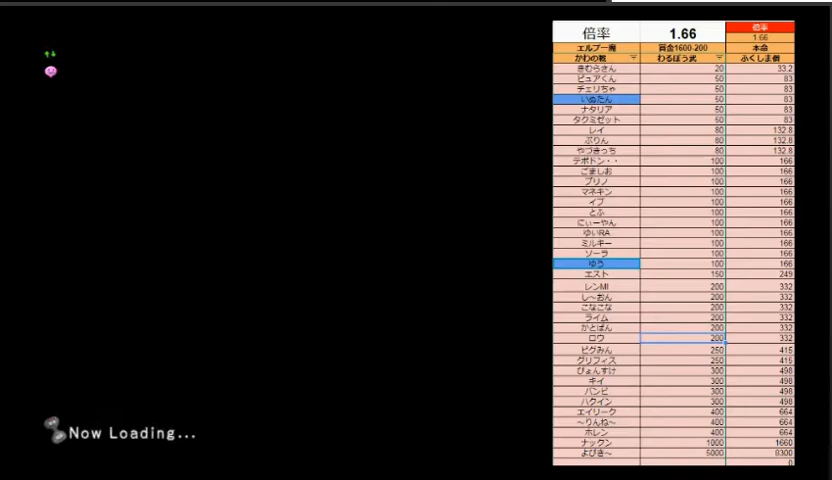 倍率 1.66 倍率
1.66
エルブー魔 賞金1600-200 本命
かわの戦 わるぼう武 ふくしま僧
きむらさん 20 33.2
ピュアくん 50 83
チェリちゃ 50 83
いぬたん 50 83
ナタリア 50 83
タクミゼット 50 83
レイ 80 132.8
ぷりん 80 132.8
やづきっち 80 132.8
テポドン・・ 100 166
ごましお 100 166
プリノ 100 166
マネキン 100 166
イブ 100 166
とふ 100 166
にぃーやん 100 166
ゆいRA 100 166
ミルキー 100 166
ソーラ 100 166
ゆう 100 166
エスト 150 249
レンMI 200 332
し〜おん 200 332
こなこな 200 332
ライム 200 332
かとぱん 200 332
ロウ 200 332
ピグみん 250 415
グリフィス 250 415
ぴょんすけ 300 498
キイ 300 498
バンビ 300 498
ハクイン 300 498
エイリーク 400 664
〜りんね〜 400 664
ホレン 400 664
ナックン 1000 1660
よぴき〜 5000 8300
0
Now Loading...